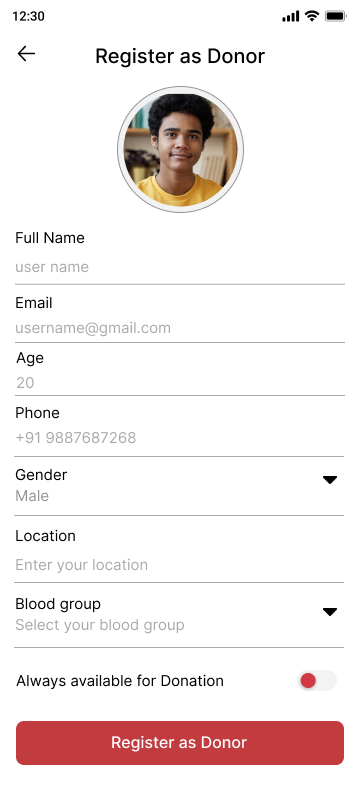 12:30
Register as Donor
Full Name
user name
Email
username@gmail.com
Age
20
Phone
+91 9887687268
Gender
Male
Location
Enter your location
Blood group
Select your blood group
Always available for Donation
Register as Donor